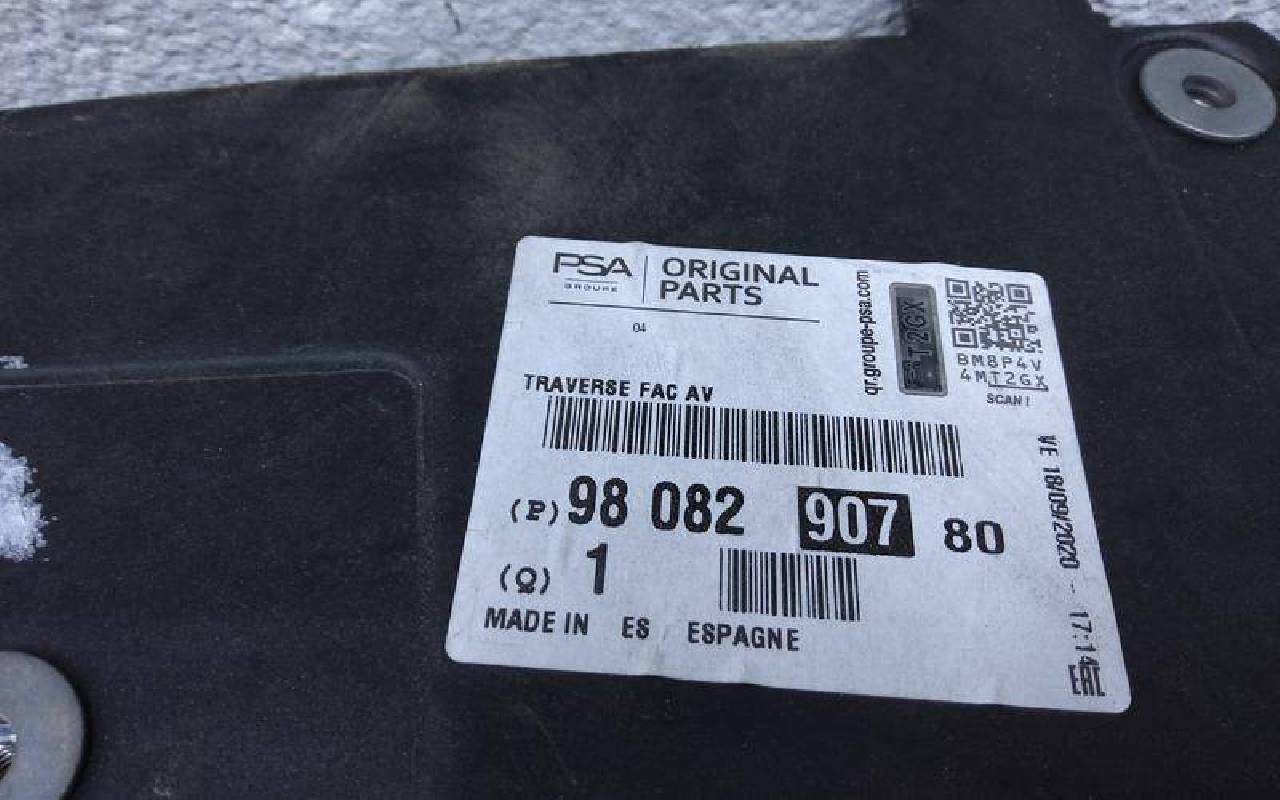 PSA
GROUPE
ORIGINAL
PARTS
04
qr.groupe-psa.com
BM8P4V
4MT2GX
SCAN!
TRAVERSE FAC AV
(P) 98 082 907 80
(Q) 1
MADE IN ES ESPAGNE
VE 18/09/2020 - 17:14
EAC